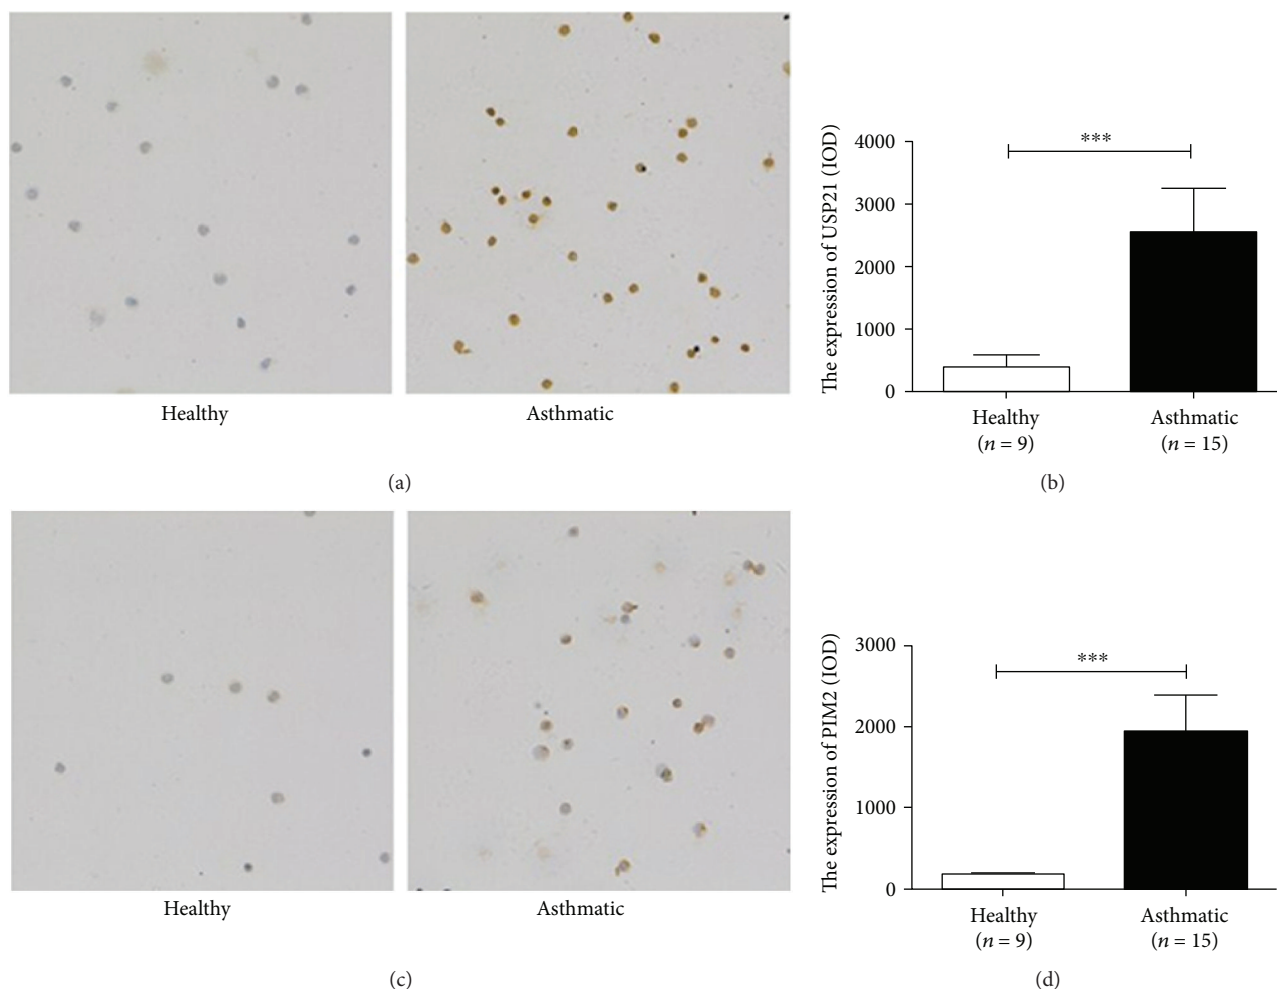 Healthy
Asthmatic
(a)
The expression of USP21 (IOD)
4000
3000
2000
1000
0
***
Healthy
(n = 9)
Asthmatic
(n = 15)
(b)
Healthy
Asthmatic
(c)
The expression of PIM2 (IOD)
3000
2000
1000
0
***
Healthy
(n = 9)
Asthmatic
(n = 15)
(d)